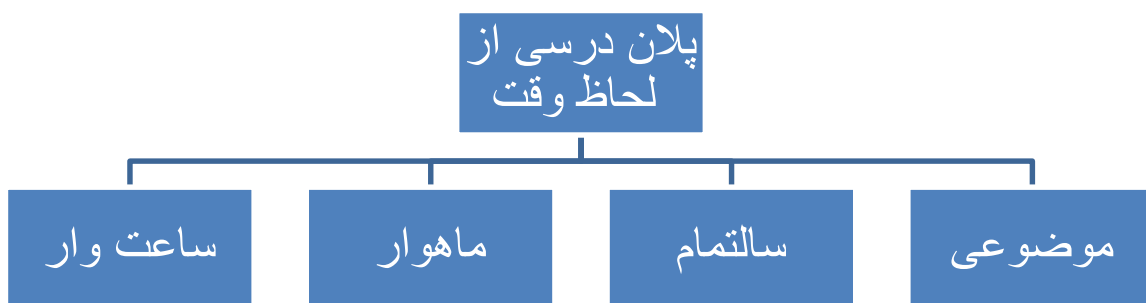 پلان درسی از
لحاظ وقت
موضوعی
سالتمام
ماهوار
ساعت وار